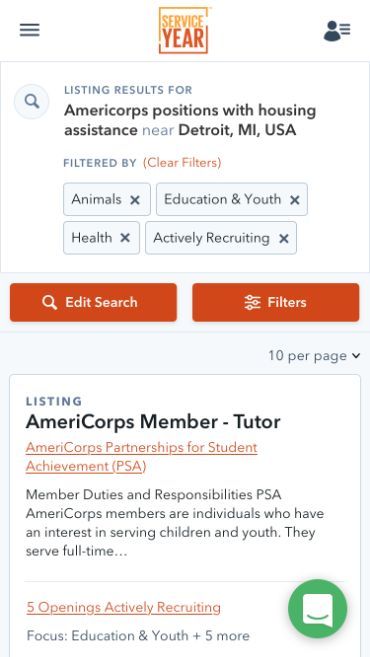 SERVICE
YEAR
LISTING RESULTS FOR
Americorps positions with housing
assistance near Detroit, MI, USA
FILTERED BY (Clear Filters)
Animals ✕ Education & Youth ✕
Health ✕ Actively Recruiting ✕
Edit Search Filters
10 per page
LISTING
AmeriCorps Member - Tutor
AmeriCorps Partnerships for Student
Achievement (PSA)
Member Duties and Responsibilities PSA
AmeriCorps members are individuals who have
an interest in serving children and youth. They
serve full-time…
5 Openings Actively Recruiting
Focus: Education & Youth + 5 more